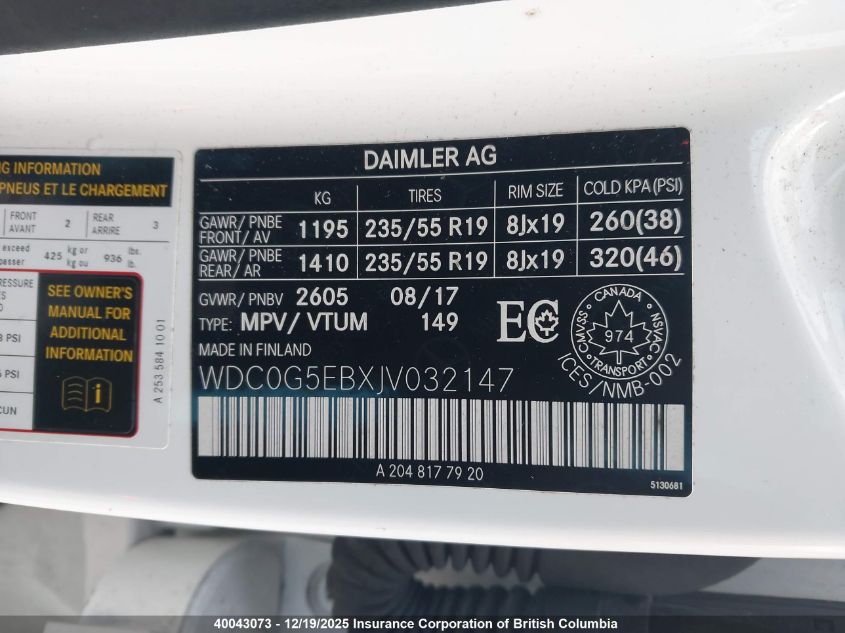 NG INFORMATION
PNEUS ET LE CHARGEMENT
FRONT
AVANT
2
REAR
ARRIRE
3
exceed
passer
425
kg or
kg ou
936
lbs.
lb.
SEE OWNER'S
MANUAL FOR
ADDITIONAL
INFORMATION
PSI
PSI
A 253 584 10 01
DAIMLER AG
KG TIRES RIM SIZE COLD KPA (PSI)
GAWR/ PNBE
FRONT/ AV
1195 235/55 R19 8Jx19 260(38)
GAWR/ PNBE
REAR/ AR
1410 235/55 R19 8Jx19 320(46)
GVWR/ PNBV 2605 08/17
TYPE: MPV/ VTUM 149
EC
CANADA
CMVSS
974
NSVAC
TRANSPORT
ICES/NMB-002
MADE IN FINLAND
WDC0G5EBXJV032147
A 204 817 79 20
5130681
40043073 – 12/19/2025 Insurance Corporation of British Columbia